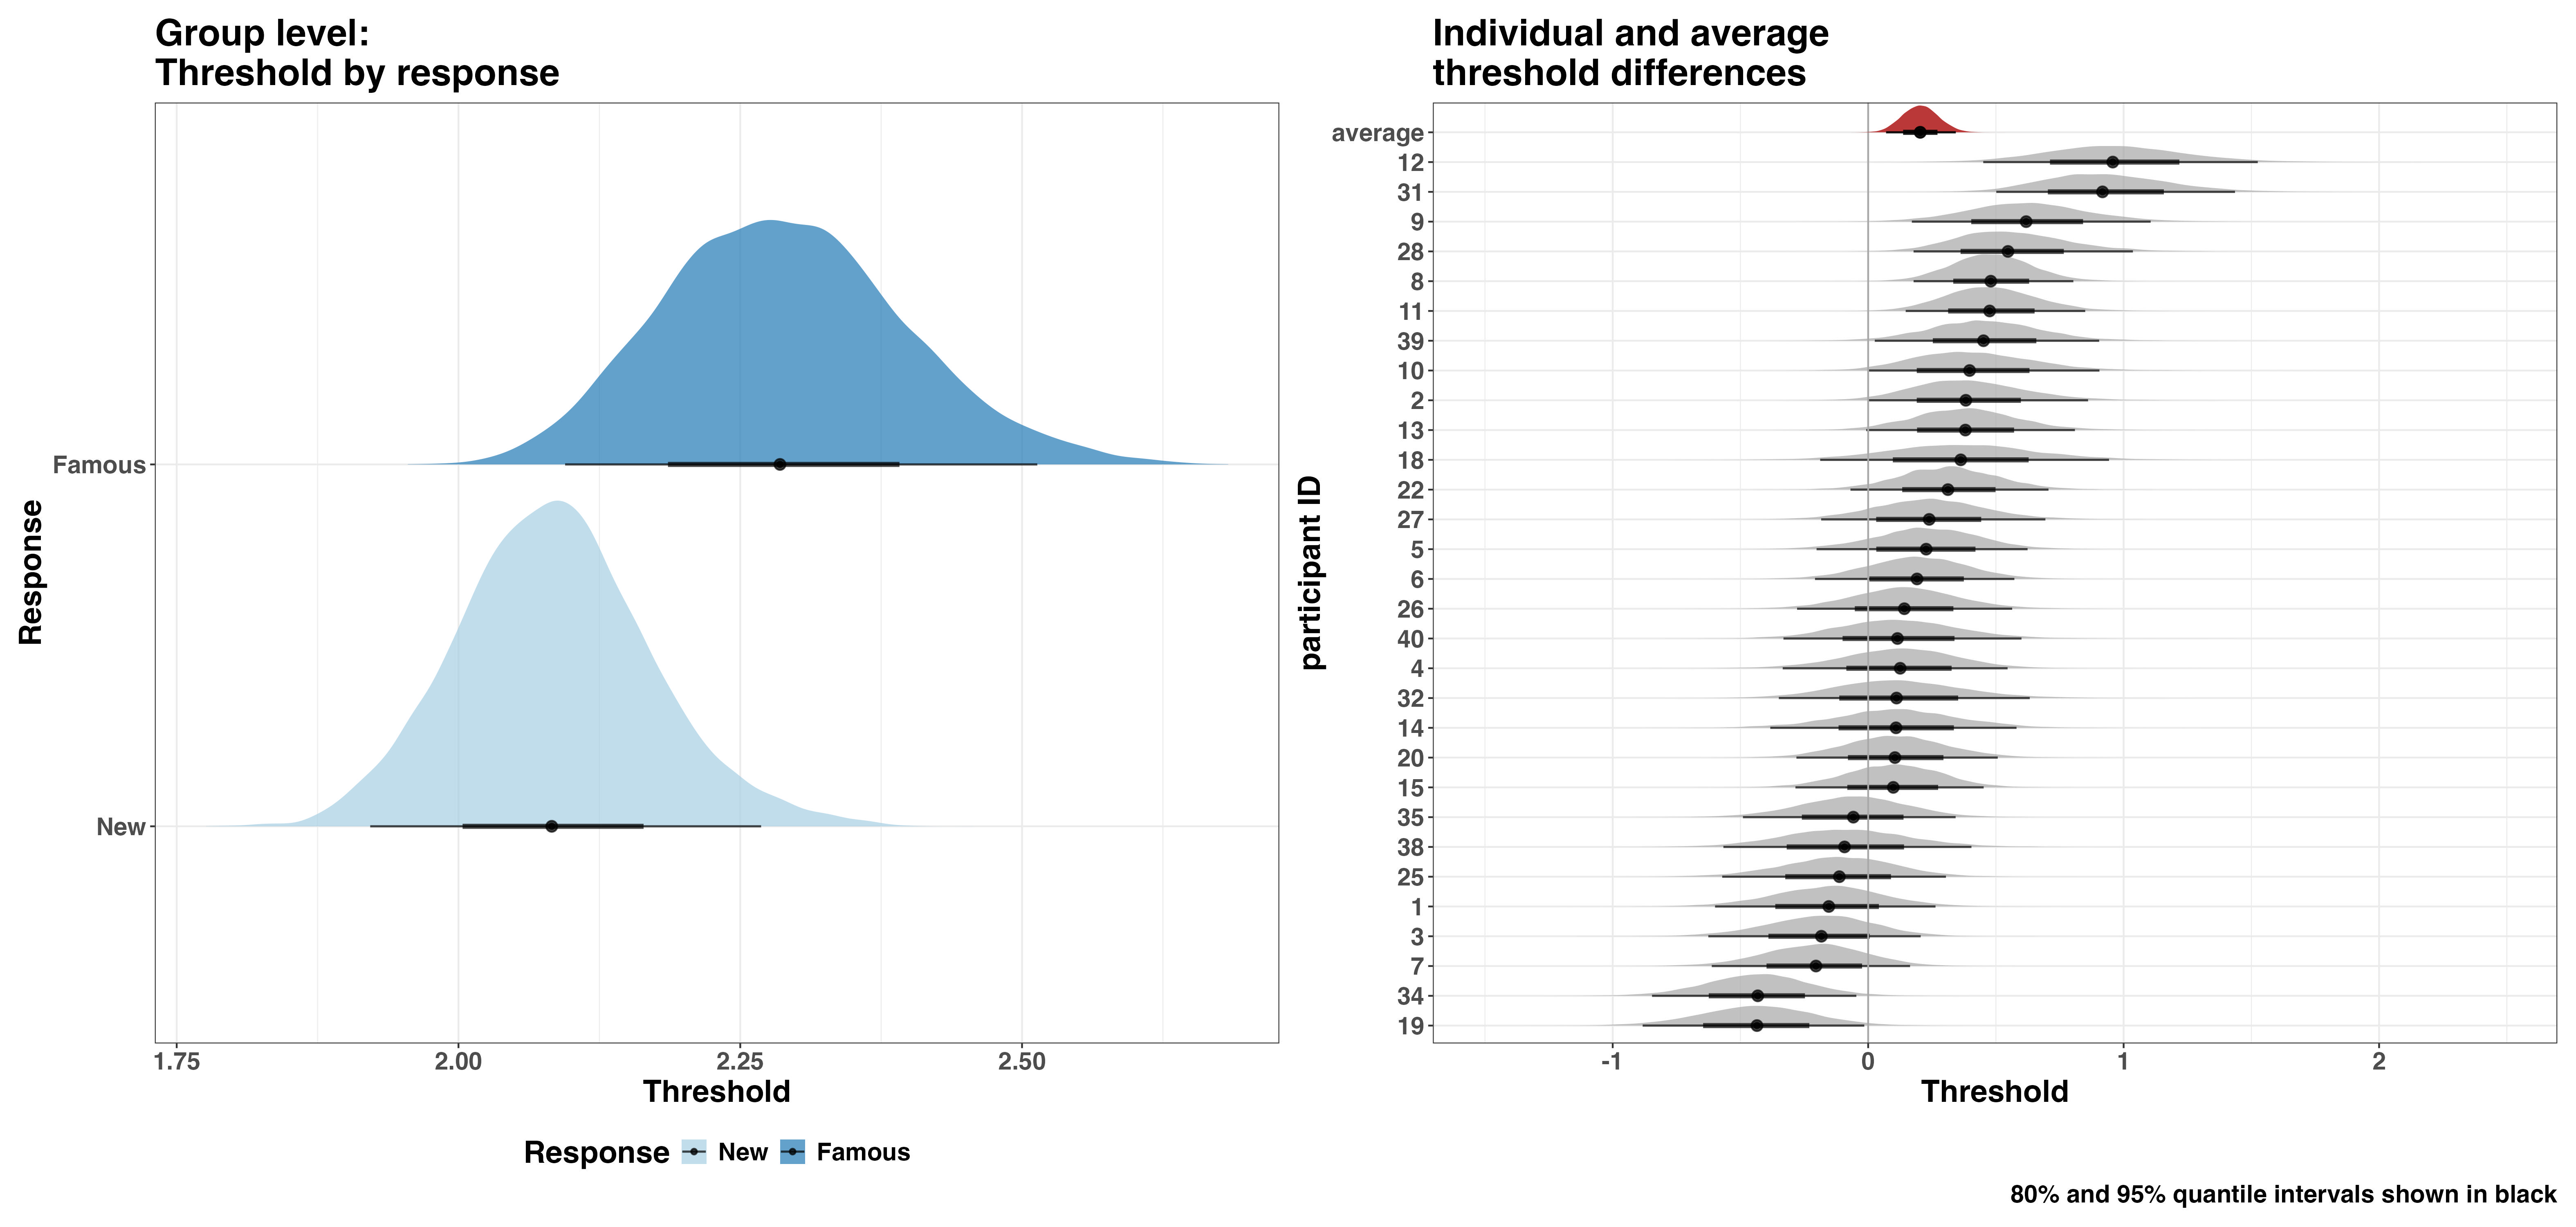 Group level:
Threshold by response
Response
Famous
New
1.75 2.00 2.25 2.50
Threshold
Response New Famous
Individual and average
threshold differences
participant ID
average
12
31
9
28
8
11
39
10
2
13
18
22
27
5
6
26
40
4
32
14
20
15
35
38
25
1
3
7
34
19
-1 0 1 2
Threshold
80% and 95% quantile intervals shown in black